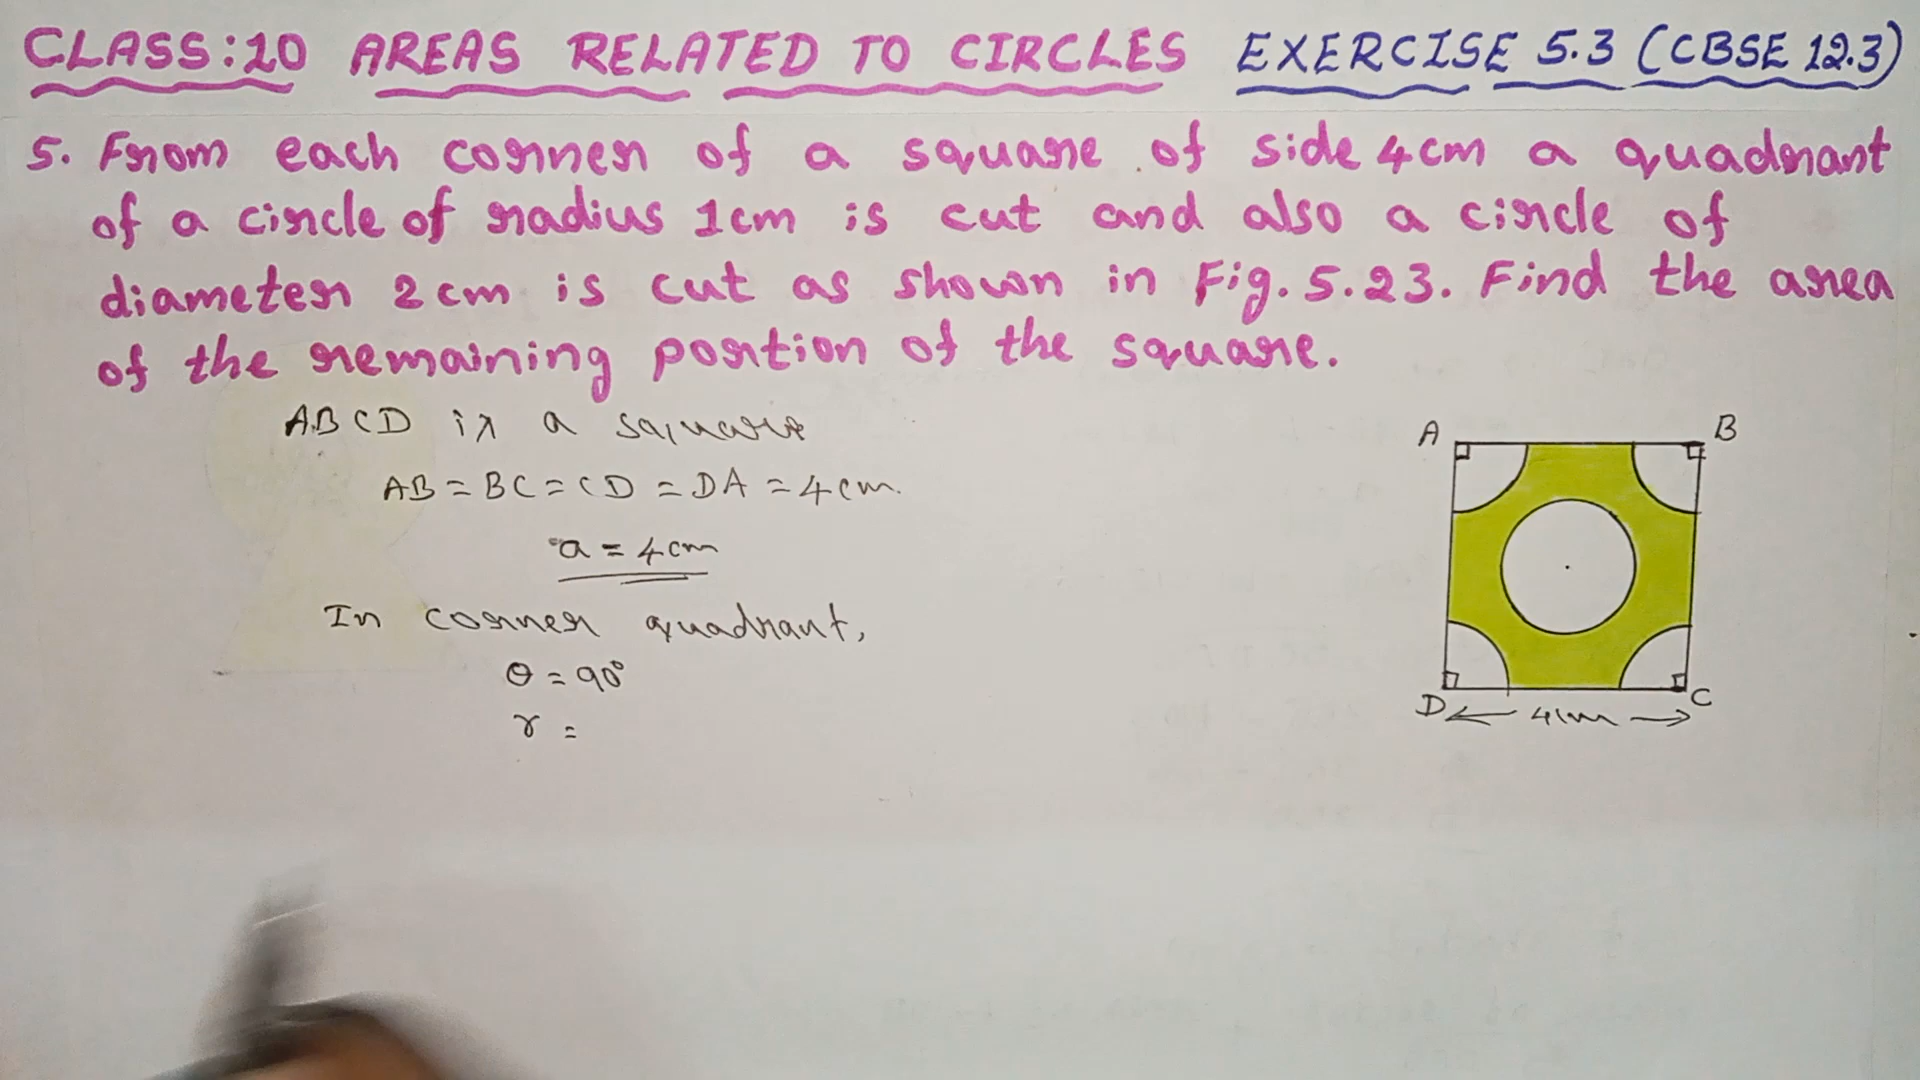 CLASS:10 AREAS RELATED TO CIRCLES EXERCISE 5.3 (CBSE 12.3)
5. From each corner of a square of side 4cm a quadrant
of a circle of radius 1cm is cut and also a circle of
diameter 2cm is cut as shown in Fig.5.23. Find the area
of the remaining portion of the square.
ABCD is a square
AB = BC = CD = DA = 4cm.
a = 4cm
In corner quadrant,
θ = 90°
r =
A B
D C
4cm